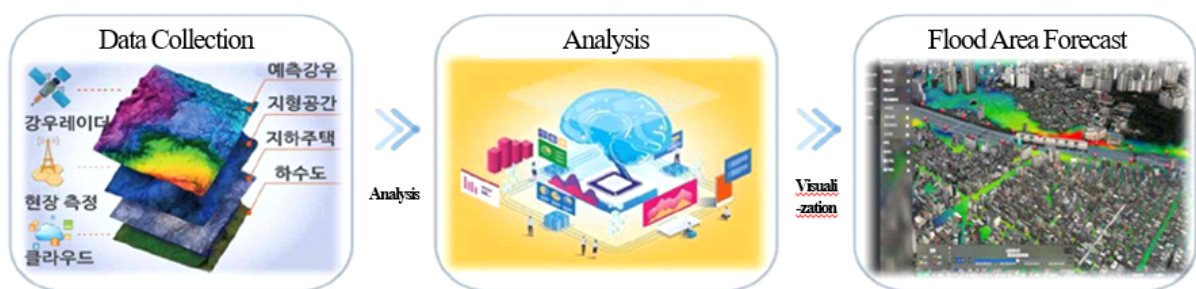 Data Collection
예측강우
지형공간
강우레이더
지하주택
하수도
현장 측정
클라우드
Analysis
Analysis
Visuali
-zation
Flood Area Forecast